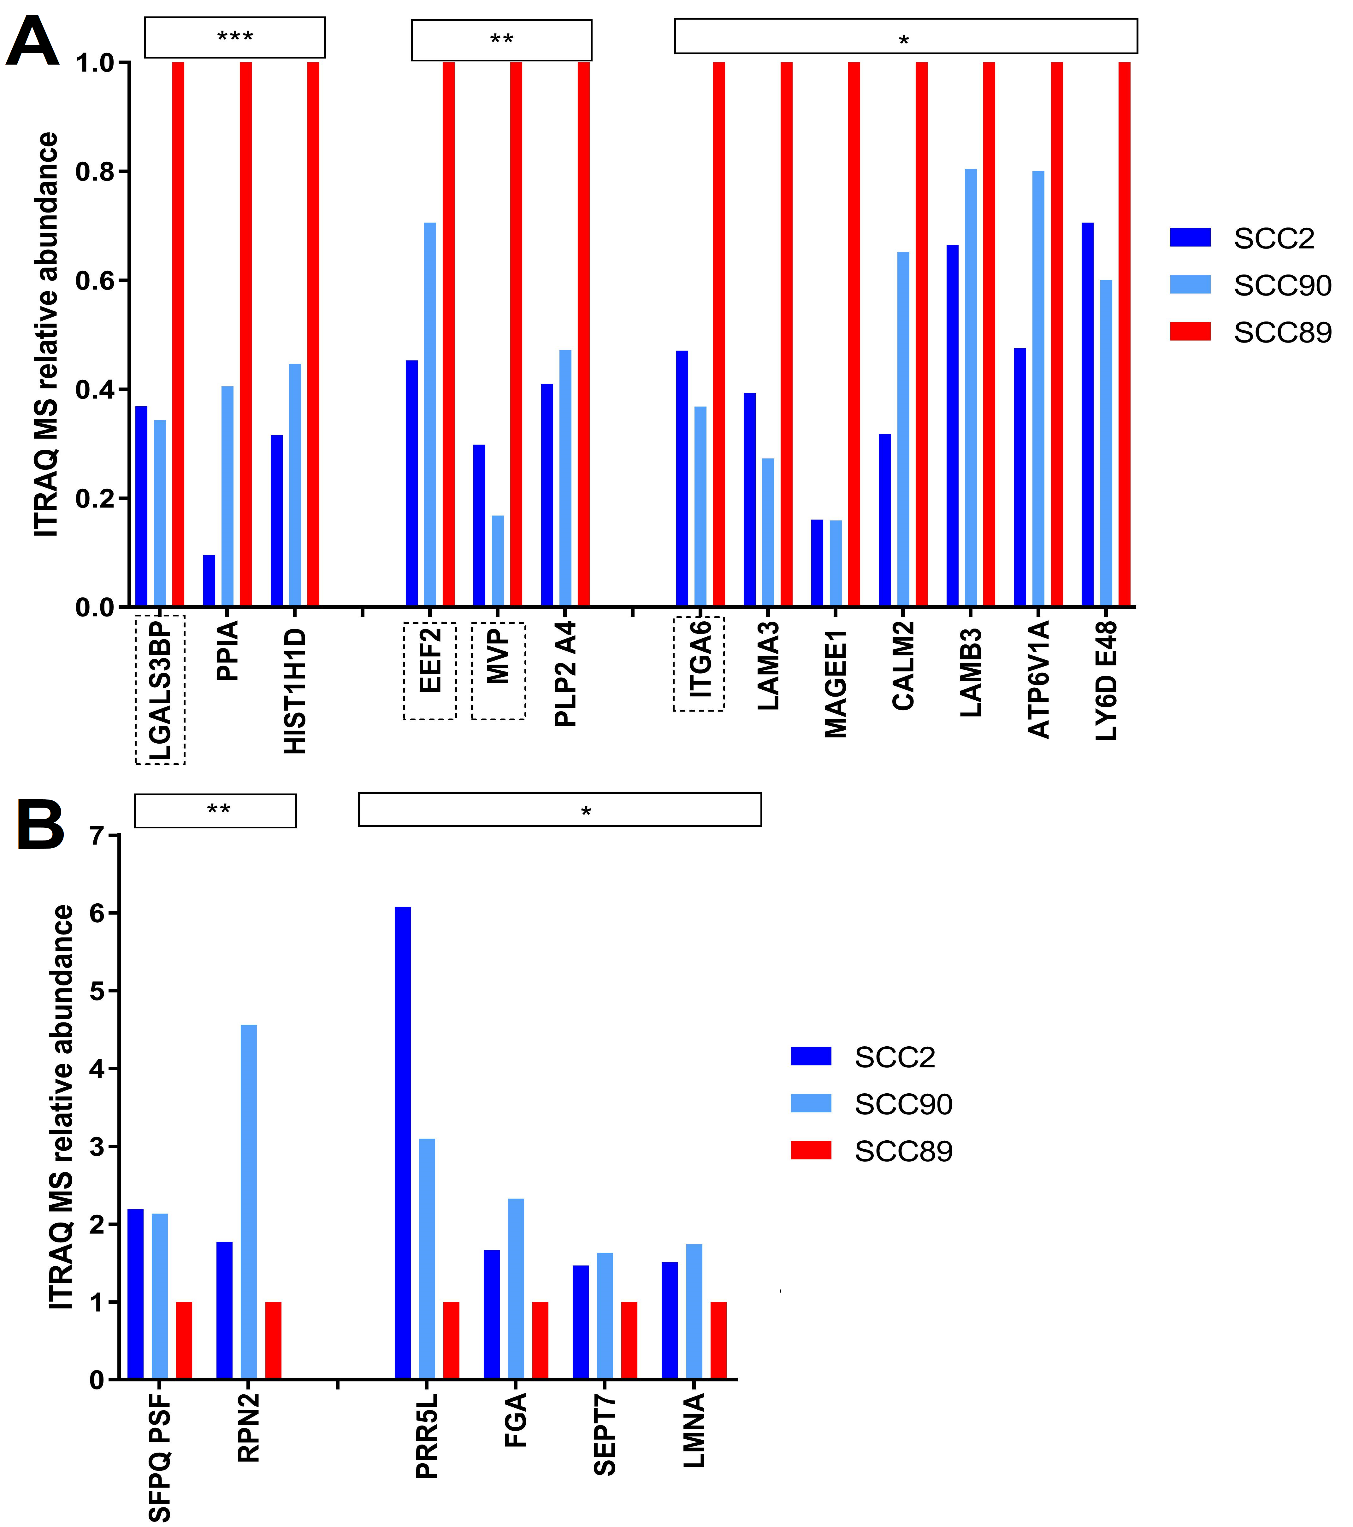 A
***
**
*
1.0
0.8
0.6
0.4
0.2
0.0
ITRAQ MS relative abundance
SCC2
SCC90
SCC89
LGALS3BP
PPIA
HIST1H1D
EEF2
MVP
PLP2 A4
ITGA6
LAMA3
MAGEE1
CALM2
LAMB3
ATP6V1A
LY6D E48
B
**
*
7
6
5
4
3
2
1
0
ITRAQ MS relative abundance
SCC2
SCC90
SCC89
SFPQ PSF
RPN2
PRR5L
FGA
SEPT7
LMNA